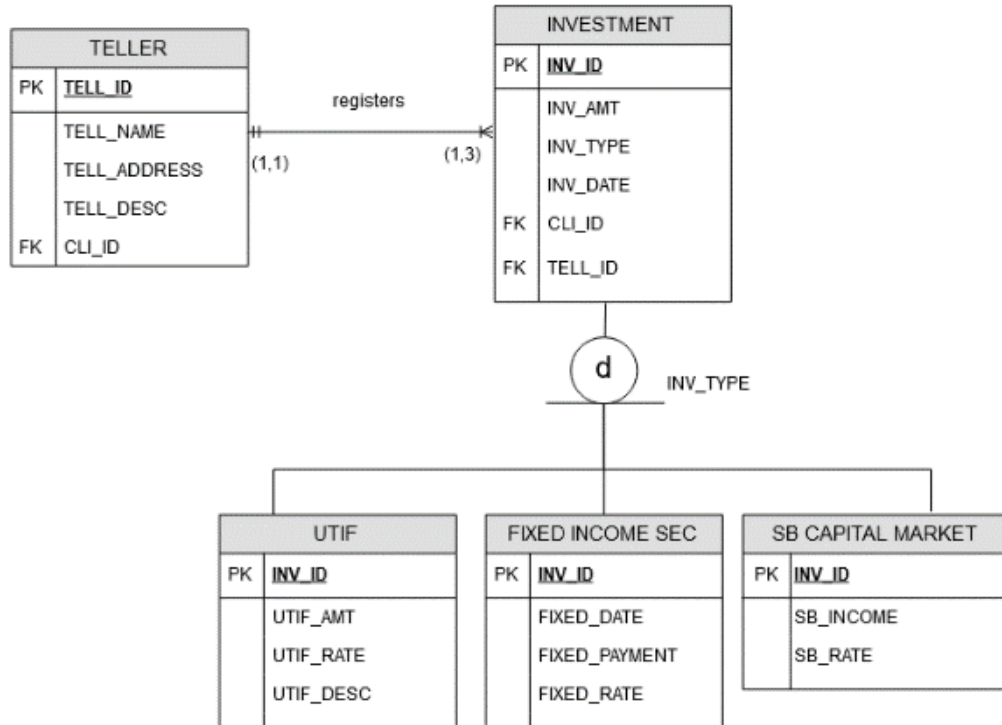 TELLER
PK TELL_ID
TELL_NAME
TELL_ADDRESS
TELL_DESC
FK CLI_ID
registers
(1,1)
(1,3)
INVESTMENT
PK INV_ID
INV_AMT
INV_TYPE
INV_DATE
FK CLI_ID
FK TELL_ID
d
INV_TYPE
UTIF
PK INV_ID
UTIF_AMT
UTIF_RATE
UTIF_DESC
FIXED INCOME SEC
PK INV_ID
FIXED_DATE
FIXED_PAYMENT
FIXED_RATE
SB CAPITAL MARKET
PK INV_ID
SB_INCOME
SB_RATE